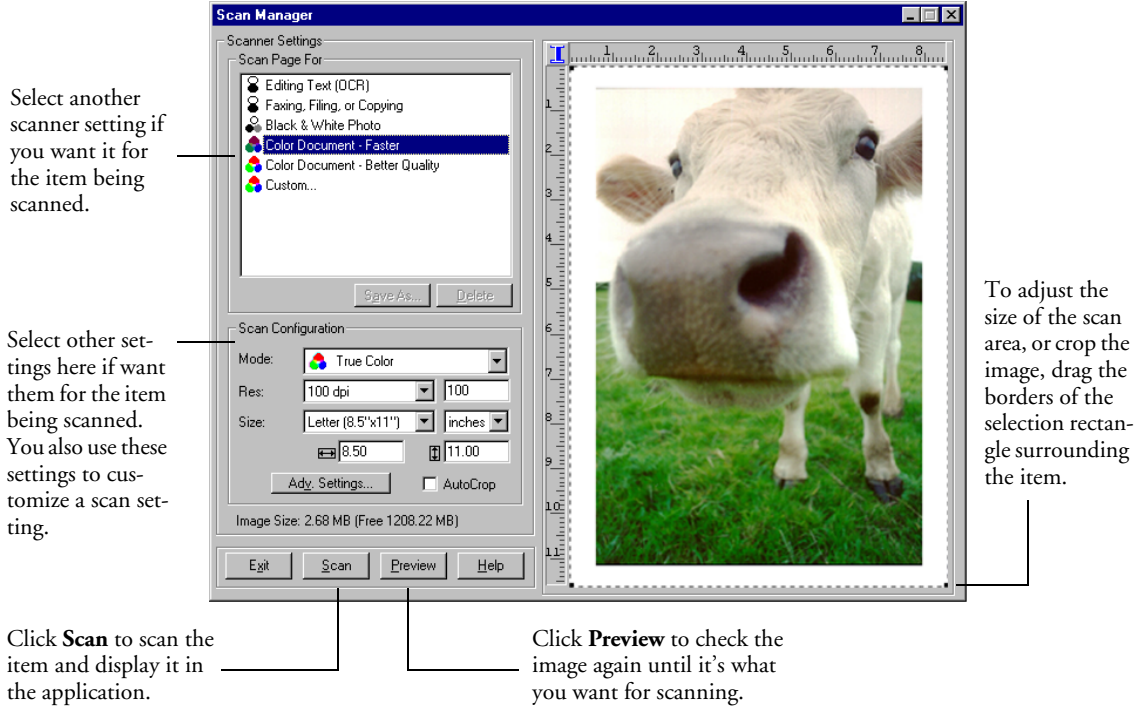 Scan Manager
Scanner Settings
Scan Page For
Editing Text (OCR)
Faxing, Filing, or Copying
Black & White Photo
Color Document - Faster
Color Document - Better Quality
Custom...
Save As...
Delete
Scan Configuration
Mode:
True Color
Res:
100 dpi
100
Size:
Letter (8.5"x11")
inches
8.50
11.00
Adv. Settings...
AutoCrop
Image Size: 2.68 MB (Free 1208.22 MB)
Exit
Scan
Preview
Help
1 2 3 4 5 6 7 8
1
2
3
4
5
6
7
8
9
10
11
Select another
scanner setting if
you want it for
the item being
scanned.
Select other set-
tings here if want
them for the item
being scanned.
You also use these
settings to cus-
tomize a scan set-
ting.
To adjust the
size of the scan
area, or crop the
image, drag the
borders of the
selection rectan-
gle surrounding
the item.
Click Scan to scan the
item and display it in
the application.
Click Preview to check the
image again until it’s what
you want for scanning.